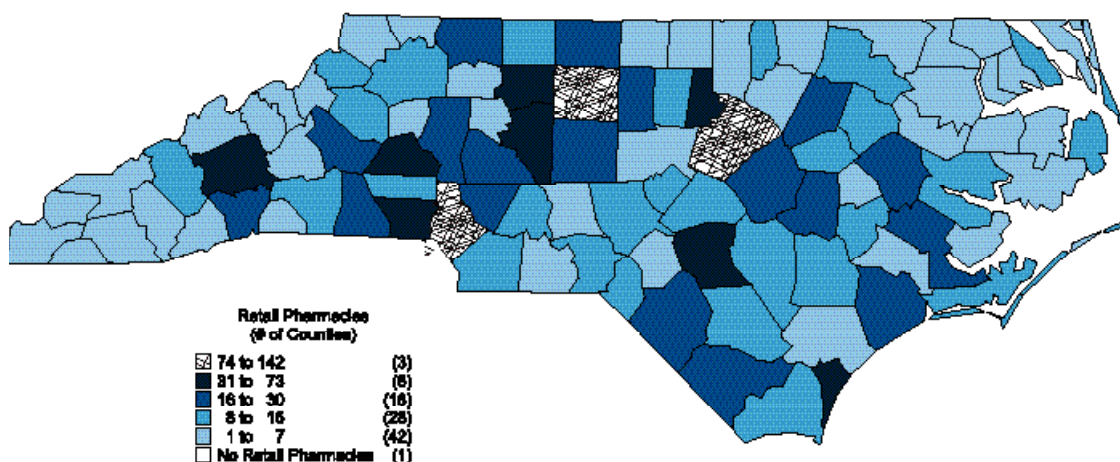 Retail Pharmacies
(# of Counties)
74 to 142 (3)
31 to 73 (8)
16 to 30 (18)
8 to 15 (28)
1 to 7 (42)
No Retail Pharmacies (1)